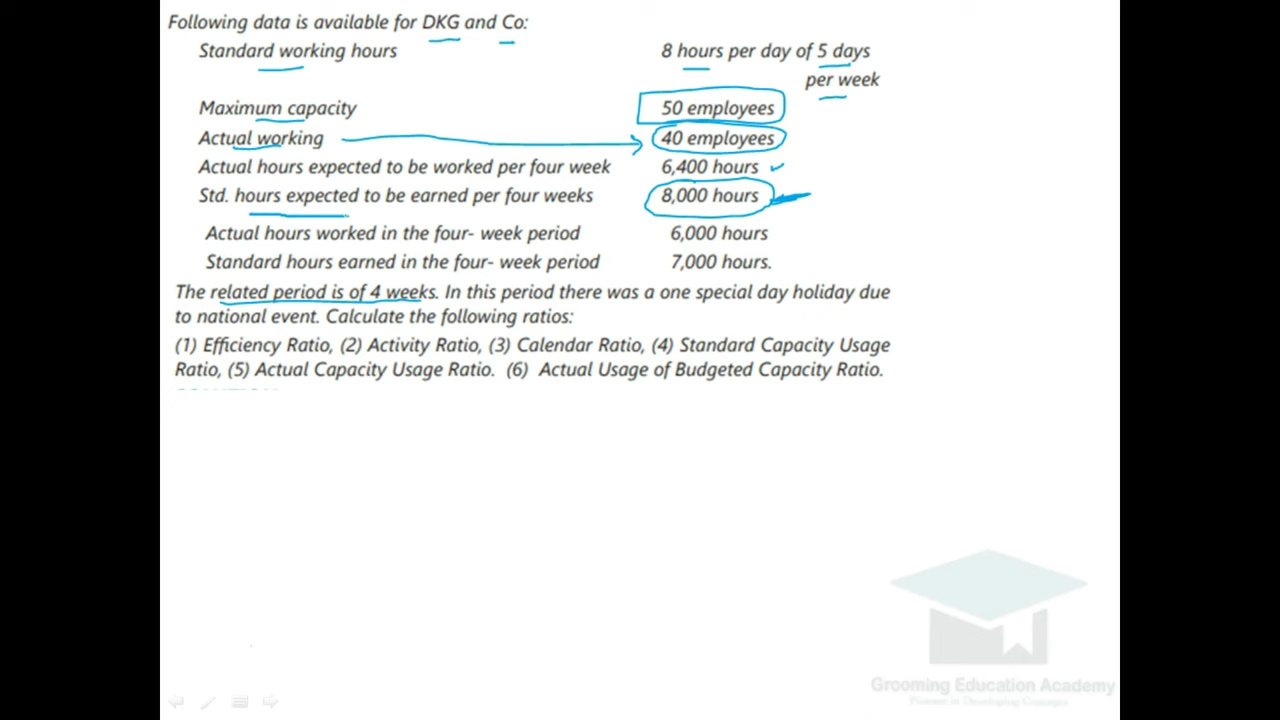 Following data is available for DKG and Co:
Standard working hours 8 hours per day of 5 days
per week
Maximum capacity 50 employees
Actual working 40 employees
Actual hours expected to be worked per four week 6,400 hours
Std. hours expected to be earned per four weeks 8,000 hours
Actual hours worked in the four- week period 6,000 hours
Standard hours earned in the four- week period 7,000 hours.
The related period is of 4 weeks. In this period there was a one special day holiday due
to national event. Calculate the following ratios:
(1) Efficiency Ratio, (2) Activity Ratio, (3) Calendar Ratio, (4) Standard Capacity Usage
Ratio, (5) Actual Capacity Usage Ratio. (6) Actual Usage of Budgeted Capacity Ratio.
Grooming Education Academy
Pioneer in Developing Concepts